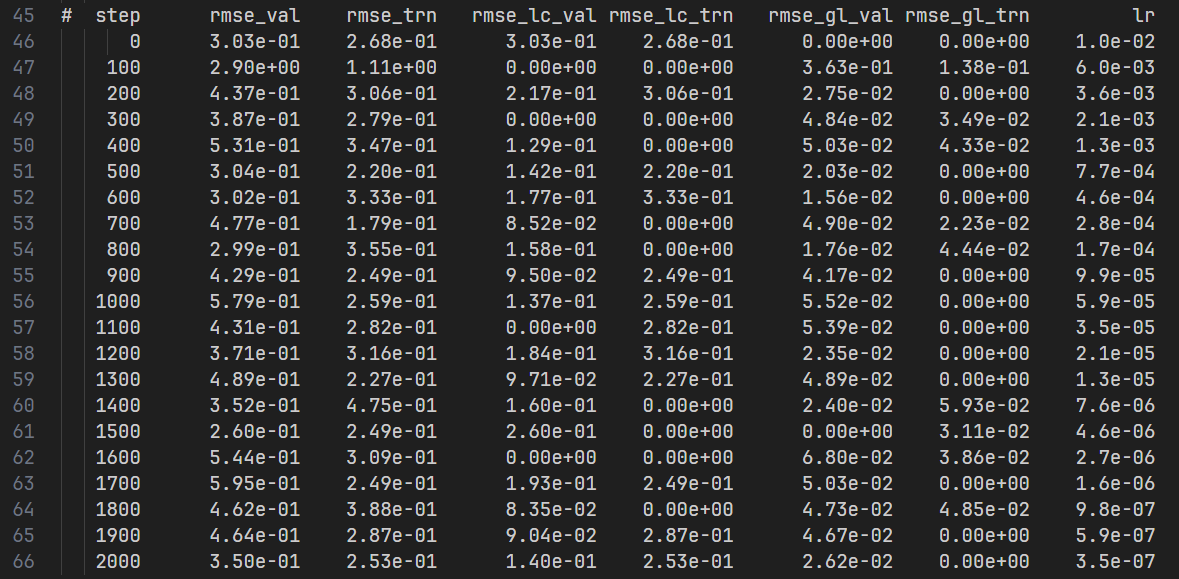 45 # step rmse_val rmse_trn rmse_lc_val rmse_lc_trn rmse_gl_val rmse_gl_trn lr
46 0 3.03e-01 2.68e-01 3.03e-01 2.68e-01 0.00e+00 0.00e+00 1.0e-02
47 100 2.90e+00 1.11e+00 0.00e+00 0.00e+00 3.63e-01 1.38e-01 6.0e-03
48 200 4.37e-01 3.06e-01 2.17e-01 3.06e-01 2.75e-02 0.00e+00 3.6e-03
49 300 3.87e-01 2.79e-01 0.00e+00 0.00e+00 4.84e-02 3.49e-02 2.1e-03
50 400 5.31e-01 3.47e-01 1.29e-01 0.00e+00 5.03e-02 4.33e-02 1.3e-03
51 500 3.04e-01 2.20e-01 1.42e-01 2.20e-01 2.03e-02 0.00e+00 7.7e-04
52 600 3.02e-01 3.33e-01 1.77e-01 3.33e-01 1.56e-02 0.00e+00 4.6e-04
53 700 4.77e-01 1.79e-01 8.52e-02 0.00e+00 4.90e-02 2.23e-02 2.8e-04
54 800 2.99e-01 3.55e-01 1.58e-01 0.00e+00 1.76e-02 4.44e-02 1.7e-04
55 900 4.29e-01 2.49e-01 9.50e-02 2.49e-01 4.17e-02 0.00e+00 9.9e-05
56 1000 5.79e-01 2.59e-01 1.37e-01 2.59e-01 5.52e-02 0.00e+00 5.9e-05
57 1100 4.31e-01 2.82e-01 0.00e+00 2.82e-01 5.39e-02 0.00e+00 3.5e-05
58 1200 3.71e-01 3.16e-01 1.84e-01 3.16e-01 2.35e-02 0.00e+00 2.1e-05
59 1300 4.89e-01 2.27e-01 9.71e-02 2.27e-01 4.89e-02 0.00e+00 1.3e-05
60 1400 3.52e-01 4.75e-01 1.60e-01 0.00e+00 2.40e-02 5.93e-02 7.6e-06
61 1500 2.60e-01 2.49e-01 2.60e-01 0.00e+00 0.00e+00 3.11e-02 4.6e-06
62 1600 5.44e-01 3.09e-01 0.00e+00 0.00e+00 6.80e-02 3.86e-02 2.7e-06
63 1700 5.95e-01 2.49e-01 1.93e-01 2.49e-01 5.03e-02 0.00e+00 1.6e-06
64 1800 4.62e-01 3.88e-01 8.35e-02 0.00e+00 4.73e-02 4.85e-02 9.8e-07
65 1900 4.64e-01 2.87e-01 9.04e-02 2.87e-01 4.67e-02 0.00e+00 5.9e-07
66 2000 3.50e-01 2.53e-01 1.40e-01 2.53e-01 2.62e-02 0.00e+00 3.5e-07